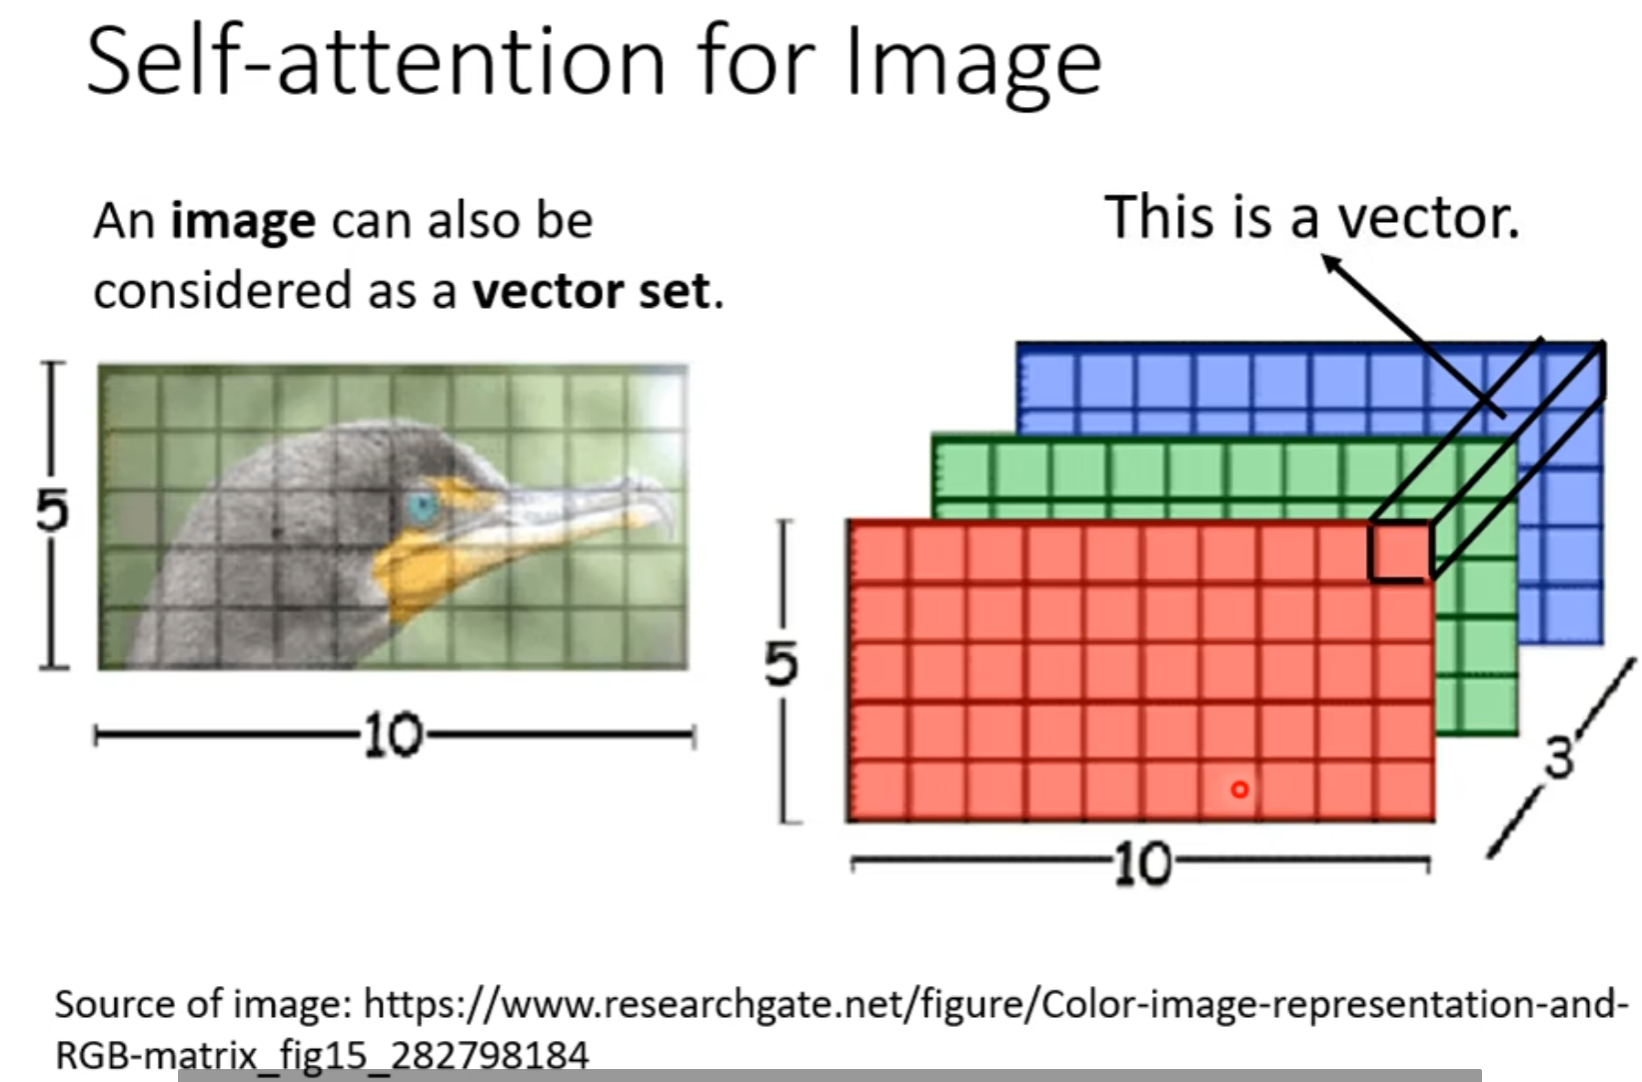 Self-attention for Image
An image can also be
considered as a vector set.
This is a vector.
5
10
5
10
3
Source of image: https://www.researchgate.net/figure/Color-image-representation-and-
RGB-matrix_fig15_282798184